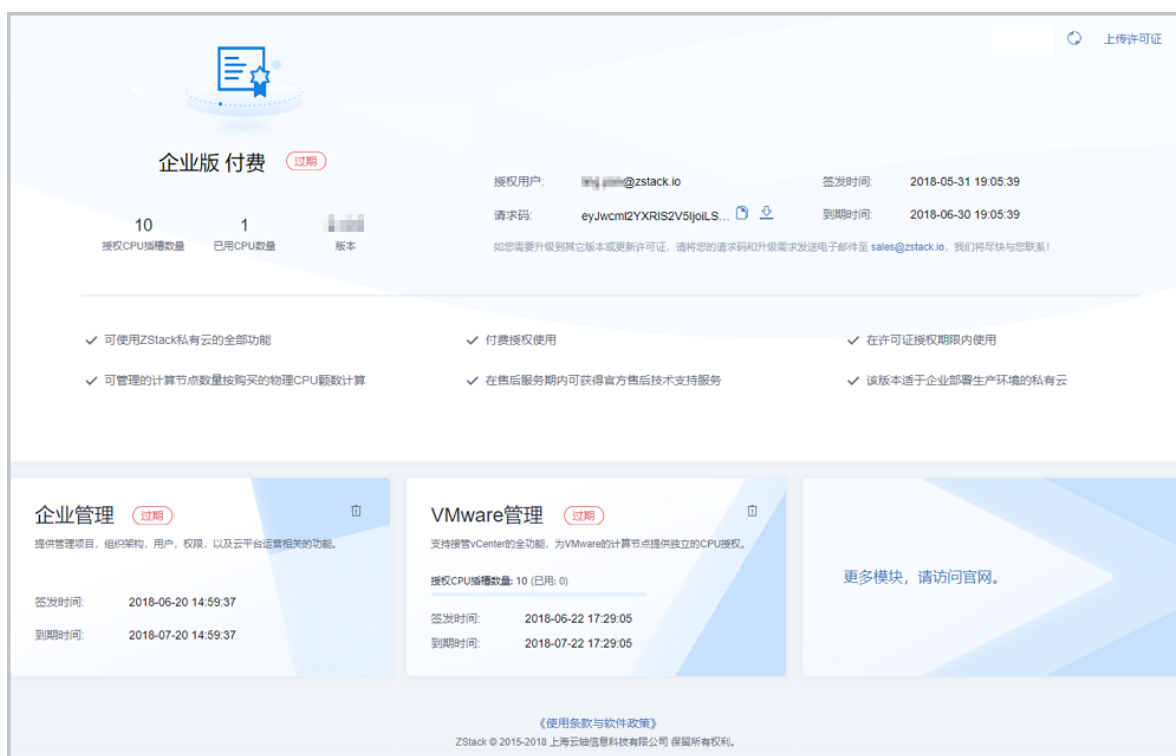 上传许可证
企业版 付费 过期
授权用户: @zstack.io 签发时间: 2018-05-31 19:05:39
请求码: eyJwcmI2YXRlS2V5IjoiLS... 到期时间: 2018-06-30 19:05:39
10 1
授权CPU插槽数量 已用CPU数量 版本
如您需要升级到其它版本或更新许可证，请将您的请求码和升级需求发送电子邮件至 sales@zstack.io，我们将尽快与您联系！
可使用ZStack私有云的全部功能 付费授权使用 在许可证授权期限内使用
可管理的计算节点数量按购买的物理CPU颗数计算 在售后服务期内可获得官方售后技术支持服务 该版本适于企业部署生产环境的私有云
企业管理 过期
提供管理项目，组织架构，用户，权限，以及云平台运营相关的功能。
签发时间: 2018-06-20 14:59:37
到期时间: 2018-07-20 14:59:37
VMware管理 过期
支持接管vCenter的全功能，为VMware的计算节点提供独立的CPU授权。
授权CPU插槽数量: 10 (已用: 0)
签发时间: 2018-06-22 17:29:05
到期时间: 2018-07-22 17:29:05
更多模块，请访问官网。
《使用条款与软件政策》
ZStack © 2015-2018 上海云轴信息科技有限公司 保留所有权利。